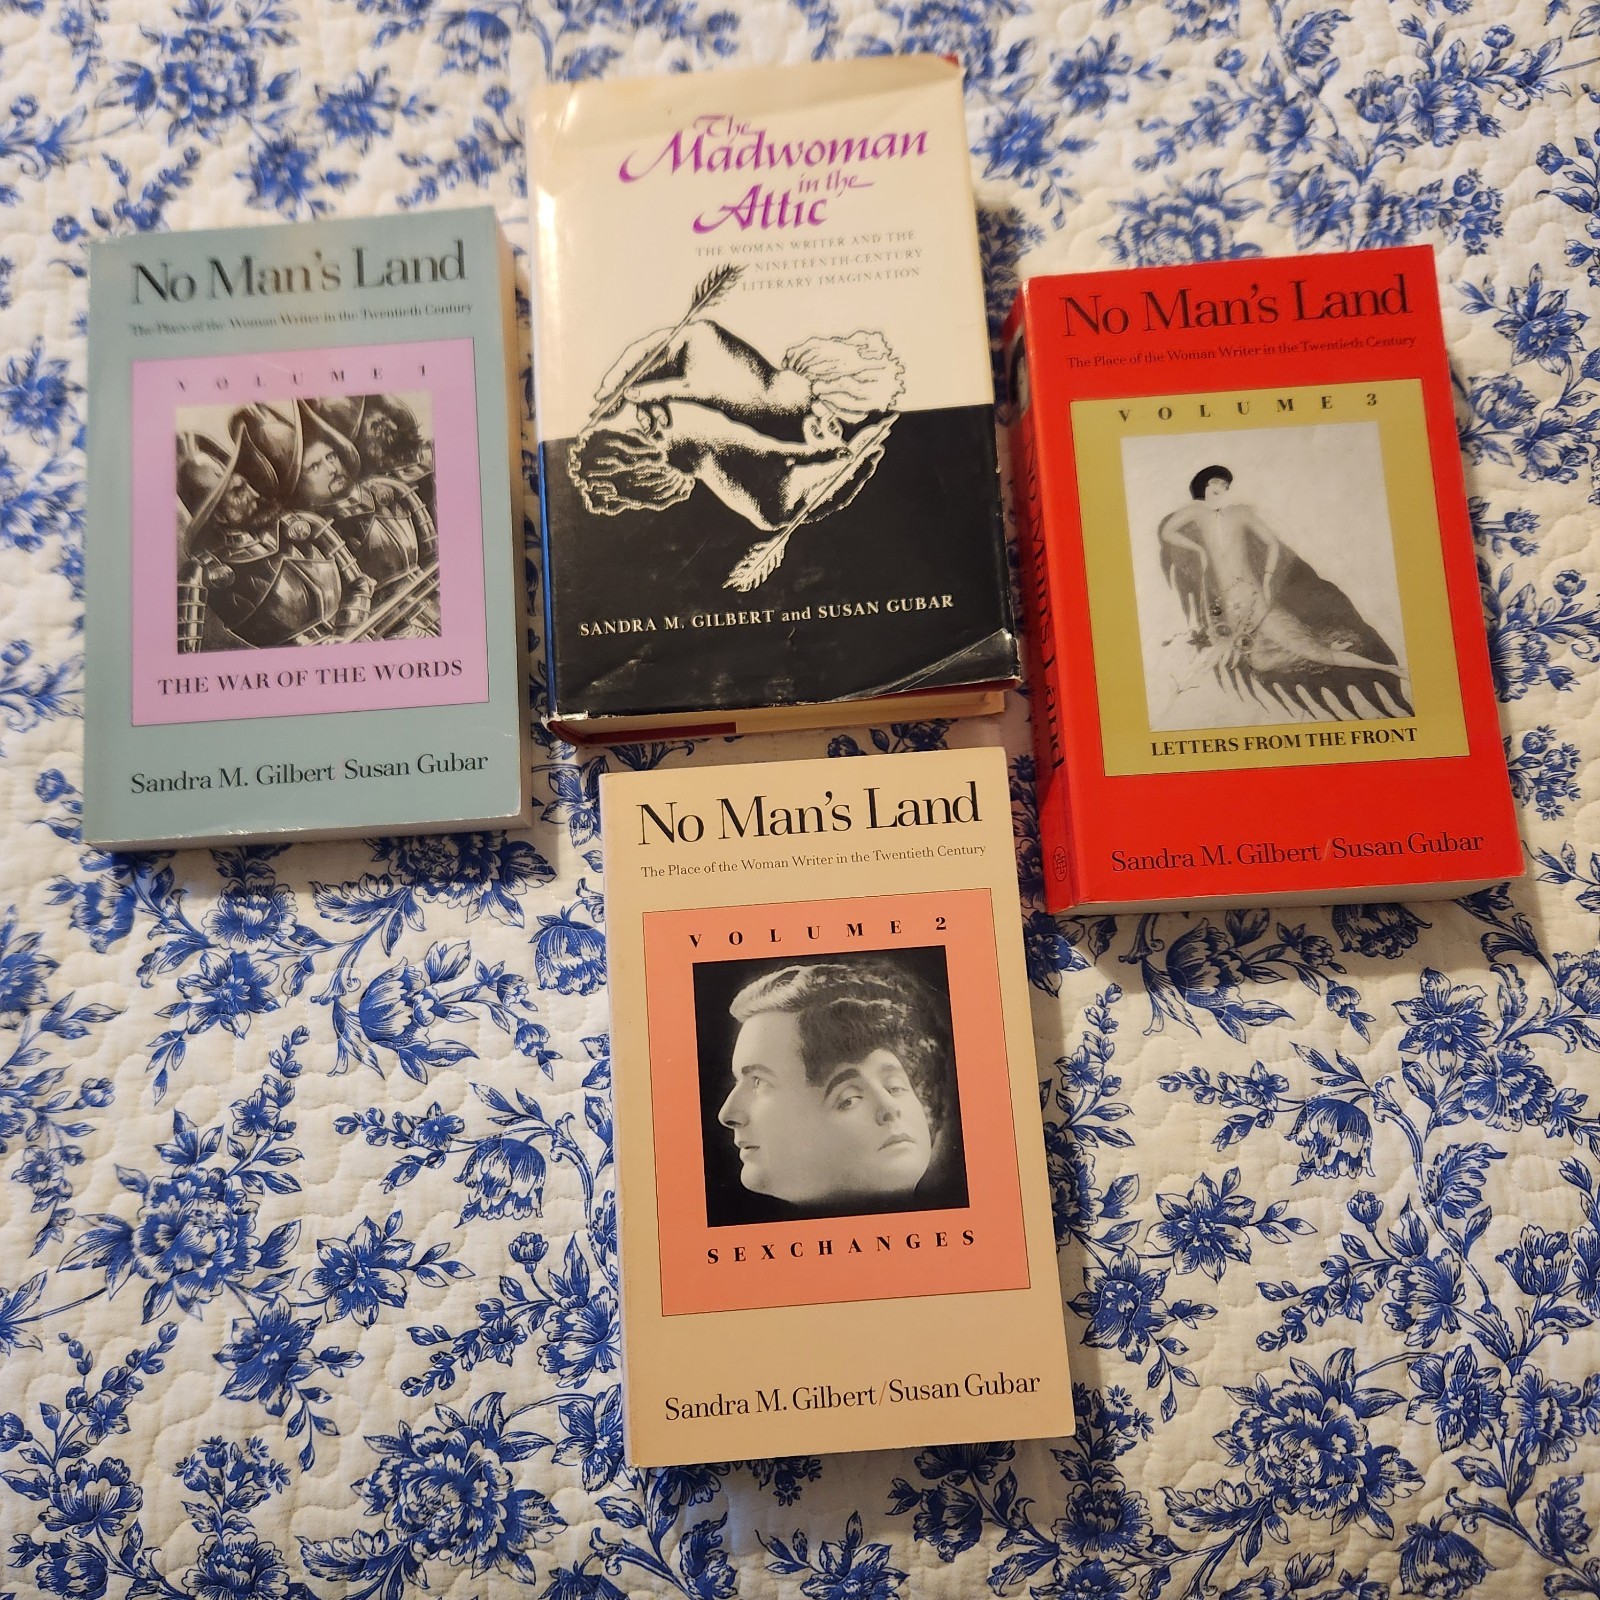 The
Madwoman
in the
Attic
THE WOMAN WRITER AND THE
NINETEENTH-CENTURY
LITERARY IMAGINATION
SANDRA M. GILBERT and SUSAN GUBAR
No Man's Land
The Place of the Woman Writer in the Twentieth Century
VOLUME 1
THE WAR OF THE WORDS
Sandra M. Gilbert Susan Gubar
No Man's Land
The Place of the Woman Writer in the Twentieth Century
VOLUME 3
LETTERS FROM THE FRONT
Sandra M. Gilbert/Susan Gubar
No Man's Land
No Man's Land
The Place of the Woman Writer in the Twentieth Century
VOLUME 2
SEXCHANGES
Sandra M. Gilbert/Susan Gubar